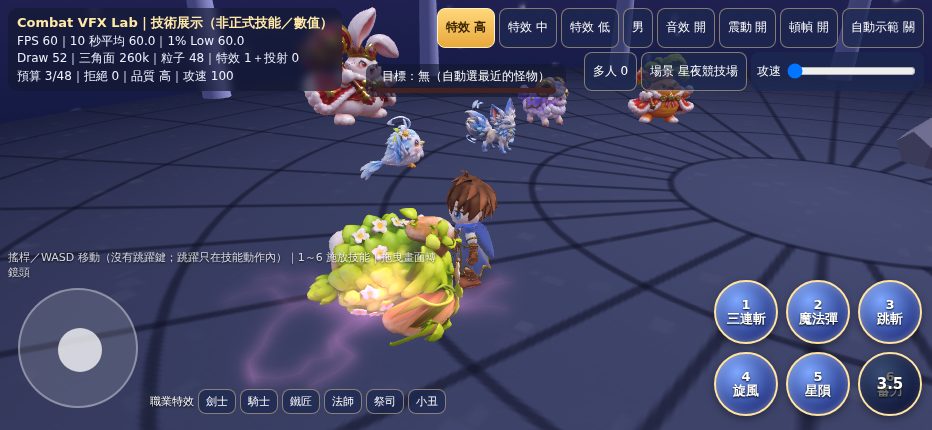 Combat VFX Lab｜技術展示（非正式技能／數值）
FPS 60｜10 秒平均 60.0｜1% Low 60.0
Draw 52｜三角面 260k｜粒子 48｜特效 1＋投射 0
預算 3/48｜拒絕 0｜品質 高｜攻速 100
特效 高
特效 中
特效 低
男
音效 開
震動 開
頓幀 開
自動示範 關
目標：無（自動選最近的怪物）
多人 0
場景 星夜競技場
攻速
搖桿／WASD 移動（沒有跳躍鍵；跳躍只在技能動作內）｜1～6 施放技能｜拖曳畫面轉
鏡頭
1
三連斬
2
魔法彈
3
跳斬
4
旋風
5
星隕
3.5
職業特效
劍士
騎士
鐵匠
法師
祭司
小丑